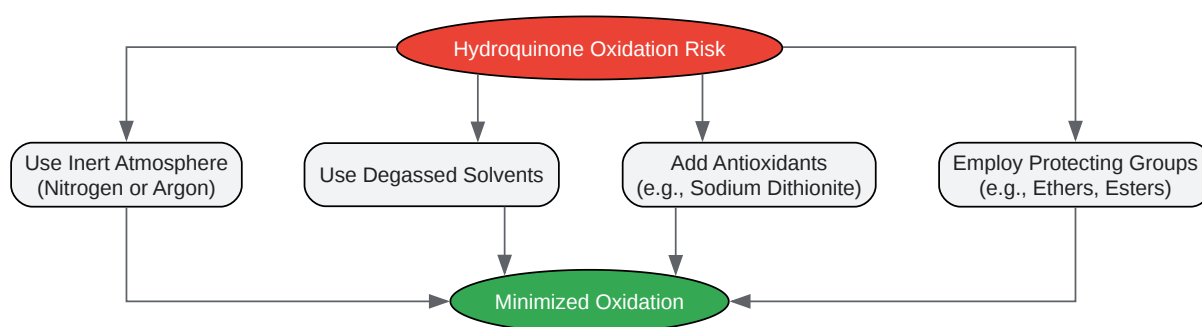 Hydroquinone Oxidation Risk
Use Inert Atmosphere
(Nitrogen or Argon)
Use Degassed Solvents
Add Antioxidants
(e.g., Sodium Dithionite)
Employ Protecting Groups
(e.g., Ethers, Esters)
Minimized Oxidation